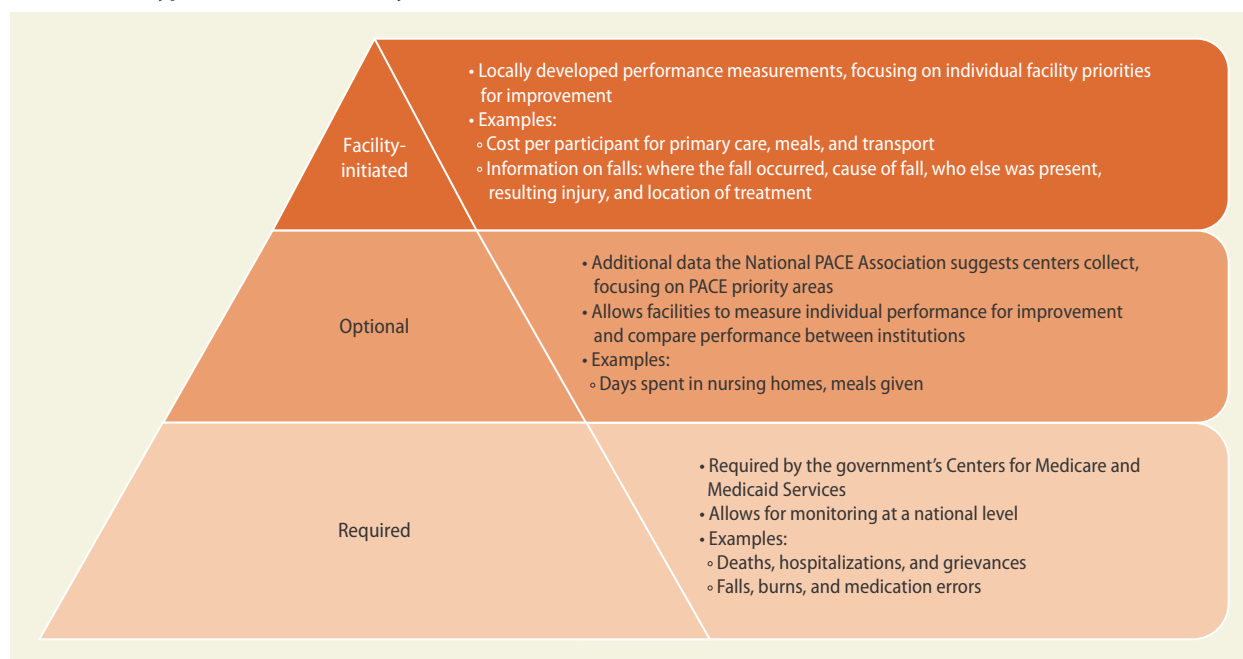 Facility-
initiated
• Locally developed performance measurements, focusing on individual facility priorities
for improvement
• Examples:
◦ Cost per participant for primary care, meals, and transport
◦ Information on falls: where the fall occurred, cause of fall, who else was present,
resulting injury, and location of treatment
Optional
• Additional data the National PACE Association suggests centers collect,
focusing on PACE priority areas
• Allows facilities to measure individual performance for improvement
and compare performance between institutions
• Examples:
◦ Days spent in nursing homes, meals given
Required
• Required by the government’s Centers for Medicare and
Medicaid Services
• Allows for monitoring at a national level
• Examples:
◦ Deaths, hospitalizations, and grievances
◦ Falls, burns, and medication errors